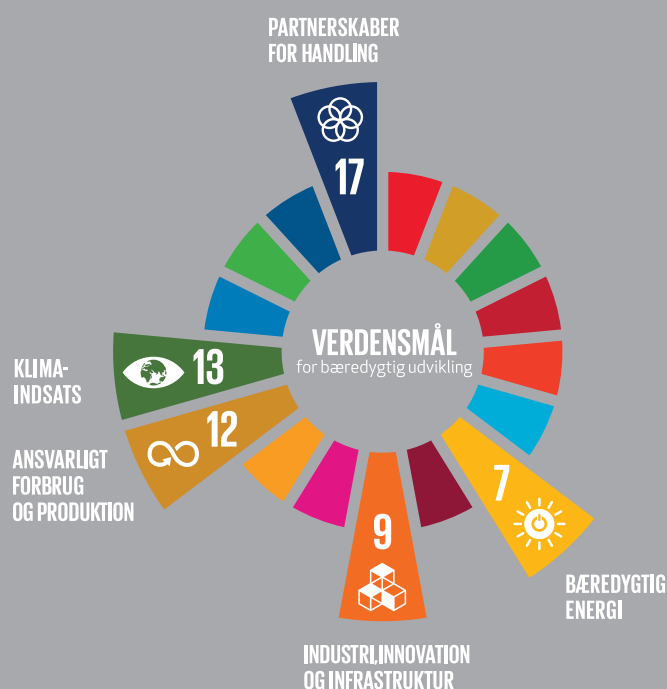 PARTNERSKABER
FOR HANDLING
17
VERDENSMÅL
for bæredygtig udvikling
KLIMA-
INDSATS
13
ANSVARLIGT
FORBRUG
OG PRODUKTION
12
7
BÆREDYGTIG
ENERGI
9
INDUSTRI,INNOVATION
OG INFRASTRUKTUR